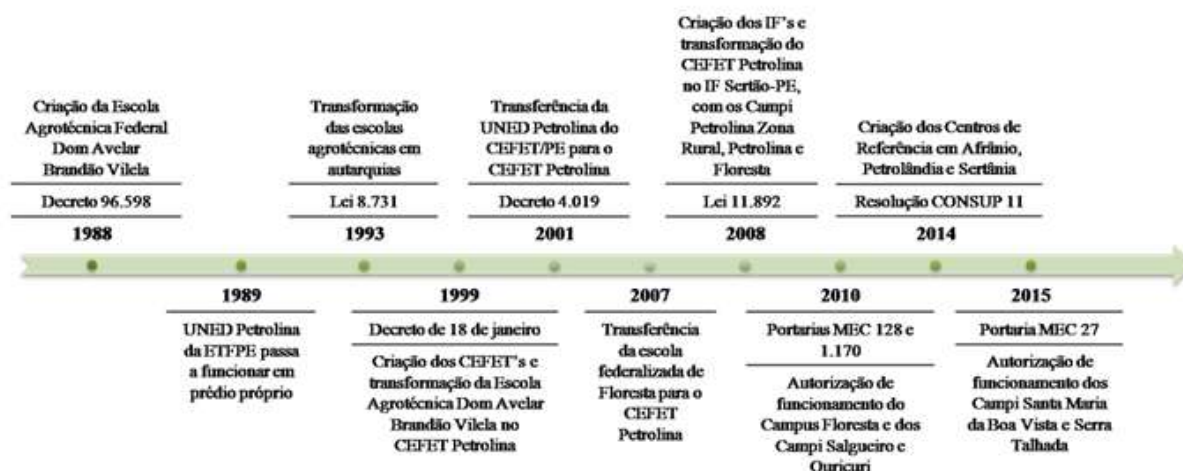 Criação da Escola
Agrotécnica Federal
Dom Avelar
Brandão Vilela
Decreto 96.598
1988
Transformação
das escolas
agrotécnicas em
autarquias
Lei 8.731
1993
Transferência da
UNED Petrolina do
CEFET/PE para o
CEFET Petrolina
Decreto 4.019
2001
Criação dos IF's e
transformação do
CEFET Petrolina
no IF Sertão-PE,
com os Campi
Petrolina Zona
Rural, Petrolina e
Floresta
Lei 11.892
2008
Criação dos Centros de
Referência em Afrânio,
Petrolândia e Sertânia
Resolução CONSUP 11
2014
1989
UNED Petrolina
da ETFPE passa
a funcionar em
prédio próprio
1999
Decreto de 18 de janeiro
Criação dos CEFET's e
transformação da Escola
Agrotécnica Dom Avelar
Brandão Vilela no
CEFET Petrolina
2007
Transferência
da escola
federalizada de
Floresta para o
CEFET
Petrolina
2010
Portarias MEC 128 e
1.170
Autorização de
funcionamento do
Campus Floresta e dos
Campi Salgueiro e
Ouricuri
2015
Portaria MEC 27
Autorização de
funcionamento dos
Campi Santa Maria
da Boa Vista e Serra
Talhada